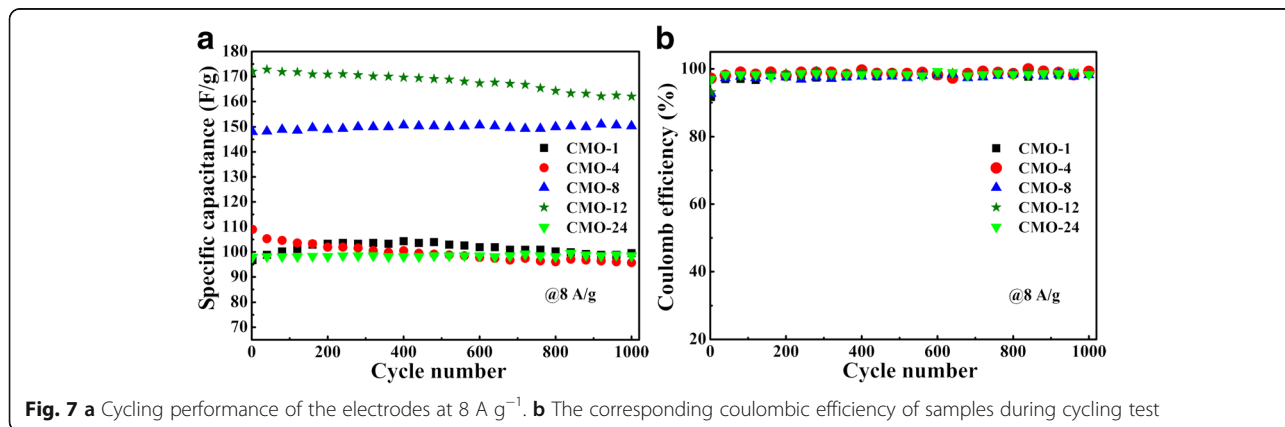 a
Specific capacitance (F/g)
180
170
160
150
140
130
120
110
100
90
80
70
CMO-1
CMO-4
CMO-8
CMO-12
CMO-24
@8 A/g
0
200
400
600
800
1000
Cycle number
b
Coulomb efficiency (%)
100
80
60
40
20
CMO-1
CMO-4
CMO-8
CMO-12
CMO-24
@8 A/g
0
200
400
600
800
1000
Cycle number
Fig. 7 a Cycling performance of the electrodes at 8 A g⁻¹. b The corresponding coulombic efficiency of samples during cycling test